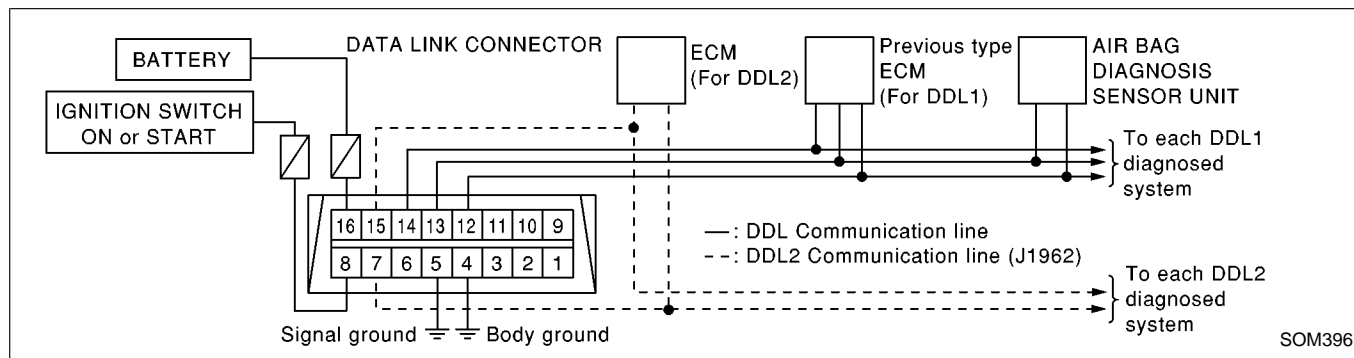 DATA LINK CONNECTOR
BATTERY
IGNITION SWITCH
ON or START
ECM
(For DDL2)
Previous type
ECM
(For DDL1)
AIR BAG
DIAGNOSIS
SENSOR UNIT
To each DDL1
diagnosed
system
16 15 14 13 12 11 10 9
8 7 6 5 4 3 2 1
— : DDL Communication line
-- : DDL2 Communication line (J1962)
To each DDL2
diagnosed
system
Signal ground
Body ground
SOM396